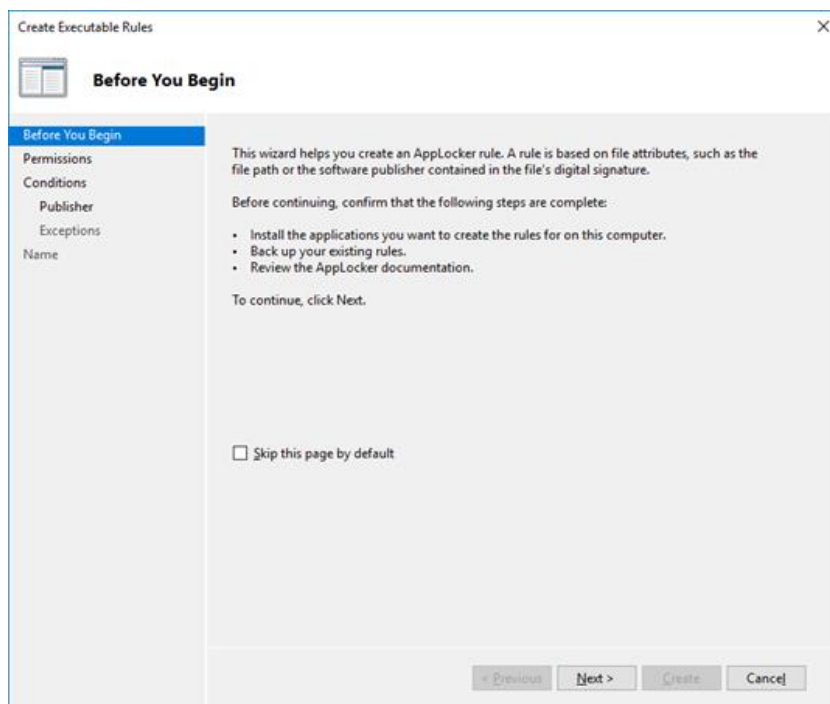 Create Executable Rules
Before You Begin
Before You Begin
Permissions
Conditions
Publisher
Exceptions
Name
This wizard helps you create an AppLocker rule. A rule is based on file attributes, such as the
file path or the software publisher contained in the file's digital signature.
Before continuing, confirm that the following steps are complete:
• Install the applications you want to create the rules for on this computer.
• Back up your existing rules.
• Review the AppLocker documentation.
To continue, click Next.
Skip this page by default
< Previous Next > Create Cancel